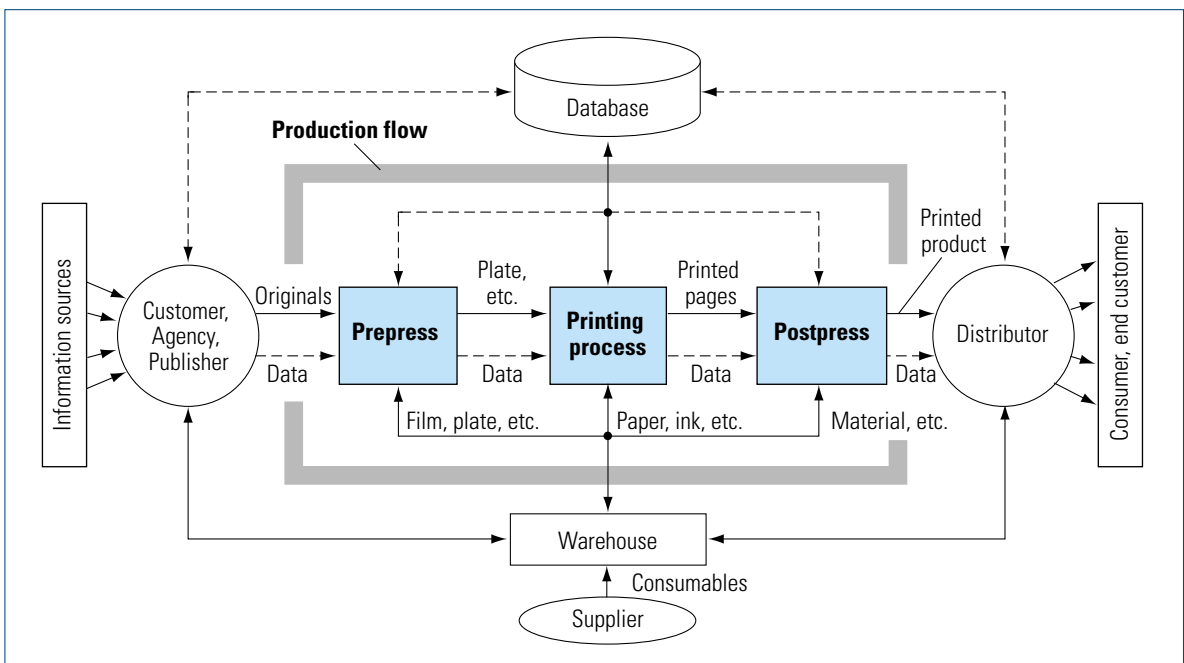 Database
Production flow
Information sources
Customer,
Agency,
Publisher
Originals
Data
Prepress
Plate,
etc.
Data
Printing
process
Printed
pages
Data
Postpress
Printed
product
Data
Distributor
Consumer, end customer
Film, plate, etc.
Paper, ink, etc.
Material, etc.
Warehouse
Consumables
Supplier